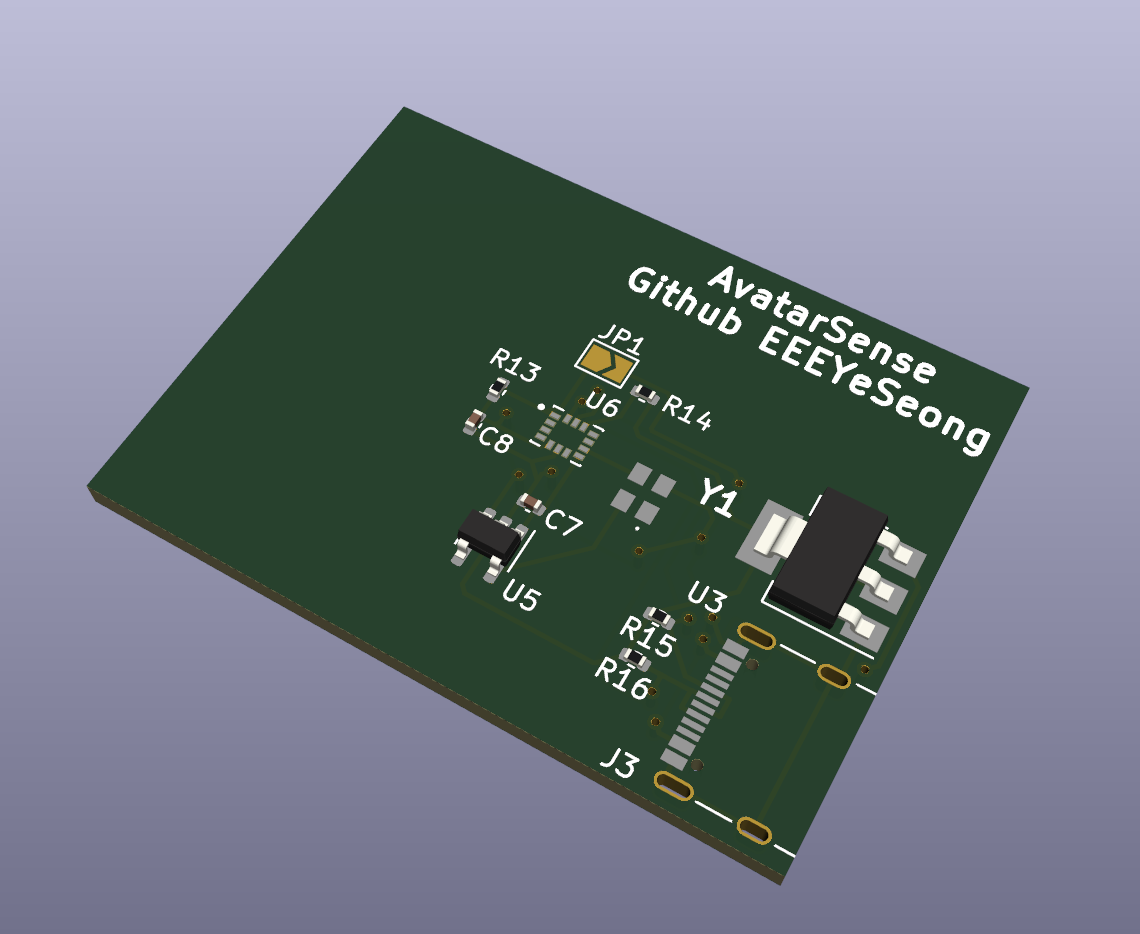 AvatarSense
Github EEEYeSeong
JP1
R13
U6
R14
C8
Y1
C7
U5
U3
R15
R16
J3